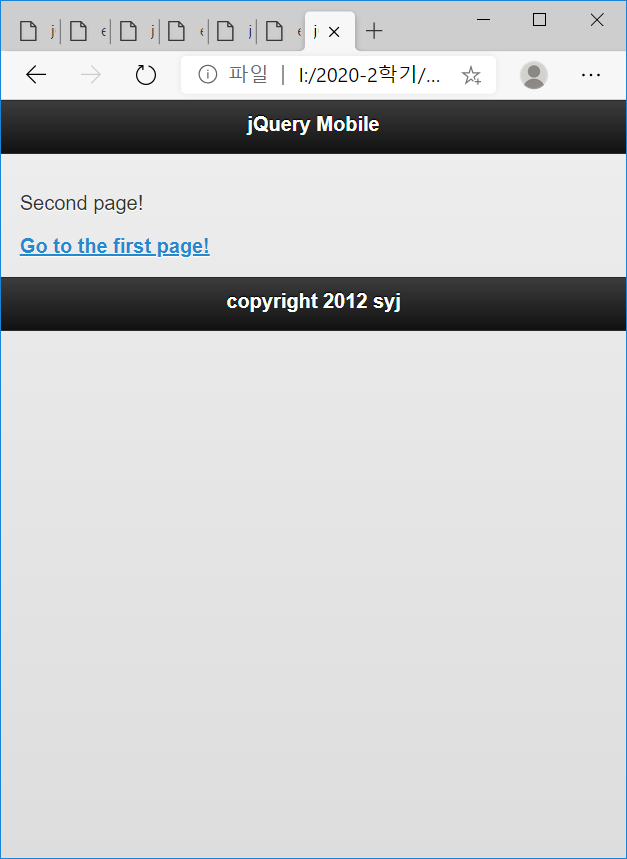 j e j e j e j
파일 | I:/2020-2학기/...
jQuery Mobile
Second page!
Go to the first page!
copyright 2012 syj